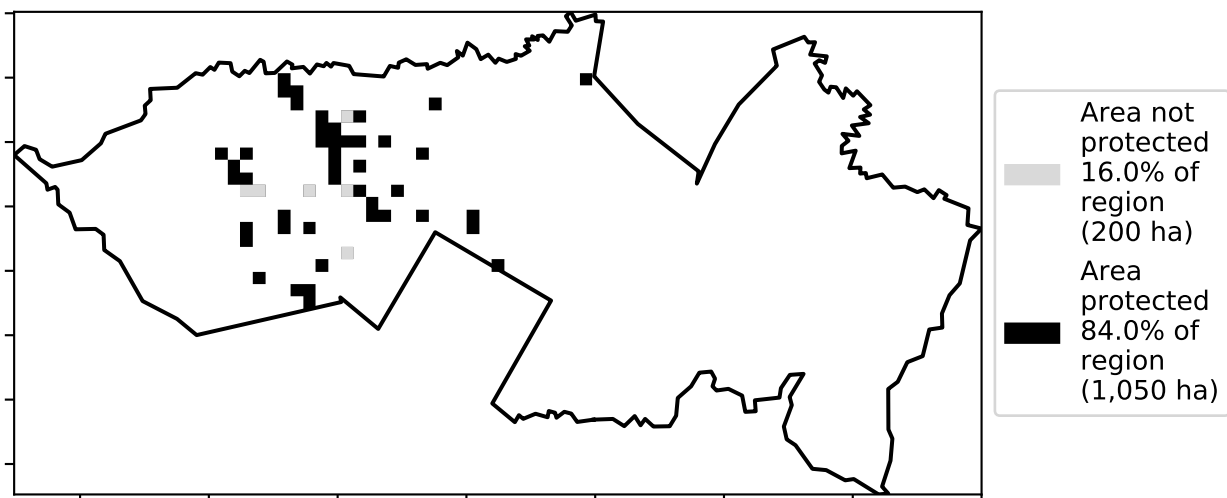 Area not
protected
16.0% of
region
(200 ha)
Area
protected
84.0% of
region
(1,050 ha)